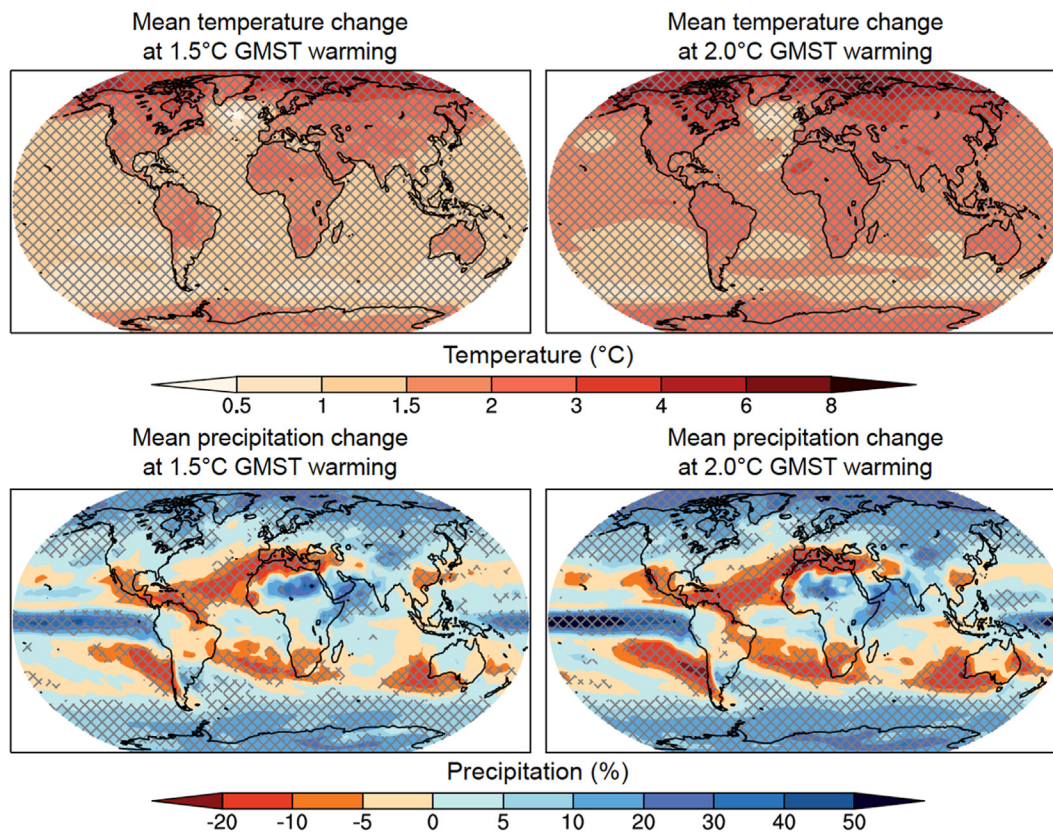 Mean temperature change
at 1.5°C GMST warming
Mean temperature change
at 2.0°C GMST warming
Temperature (°C)
0.5 1 1.5 2 3 4 6 8
Mean precipitation change
at 1.5°C GMST warming
Mean precipitation change
at 2.0°C GMST warming
Precipitation (%)
-20 -10 -5 0 5 10 20 30 40 50